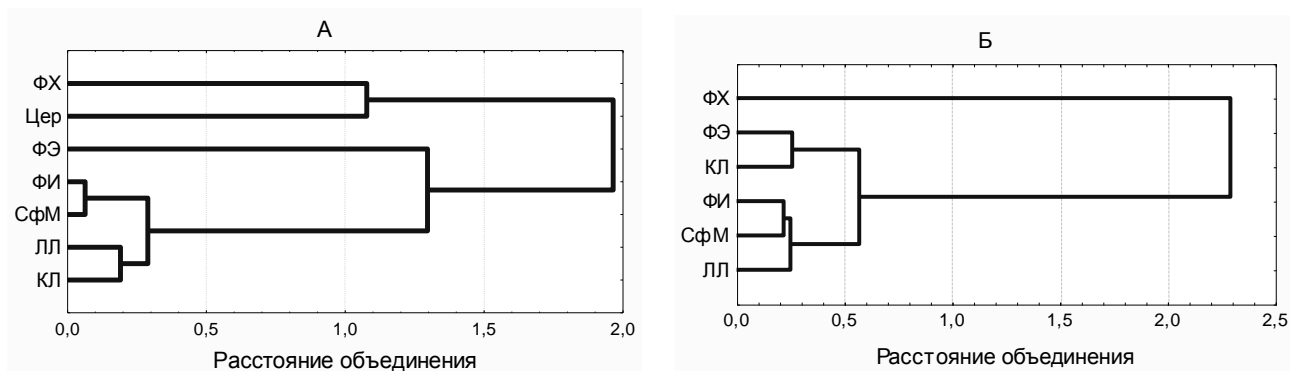 А
ФХ
Цер
ФЭ
ФИ
СфМ
ЛЛ
КЛ
0,0 0,5 1,0 1,5 2,0
Расстояние объединения
Б
ФХ
ФЭ
КЛ
ФИ
СфМ
ЛЛ
0,0 0,5 1,0 1,5 2,0 2,5
Расстояние объединения